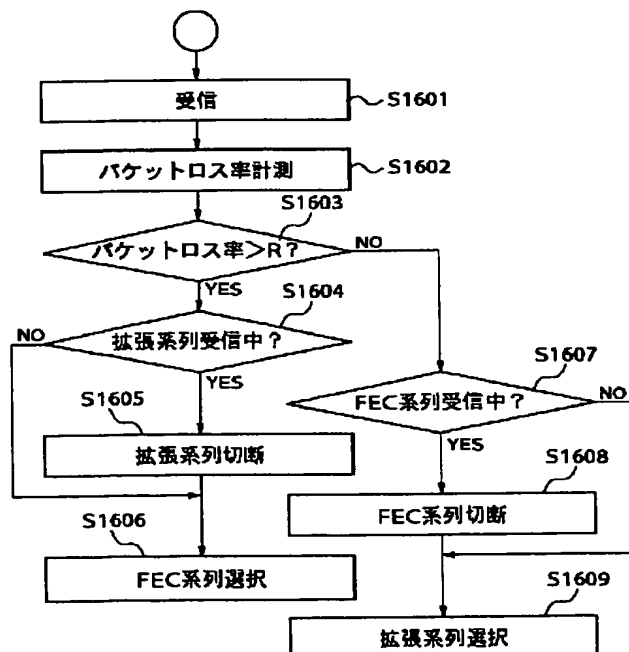 受信
S1601
パケットロス率計測
S1602
S1603
パケットロス率＞R？
NO
YES
S1604
拡張系列受信中？
NO
YES
S1607
FEC系列受信中？
NO
YES
S1605
拡張系列切断
S1608
FEC系列切断
S1606
FEC系列選択
S1609
拡張系列選択